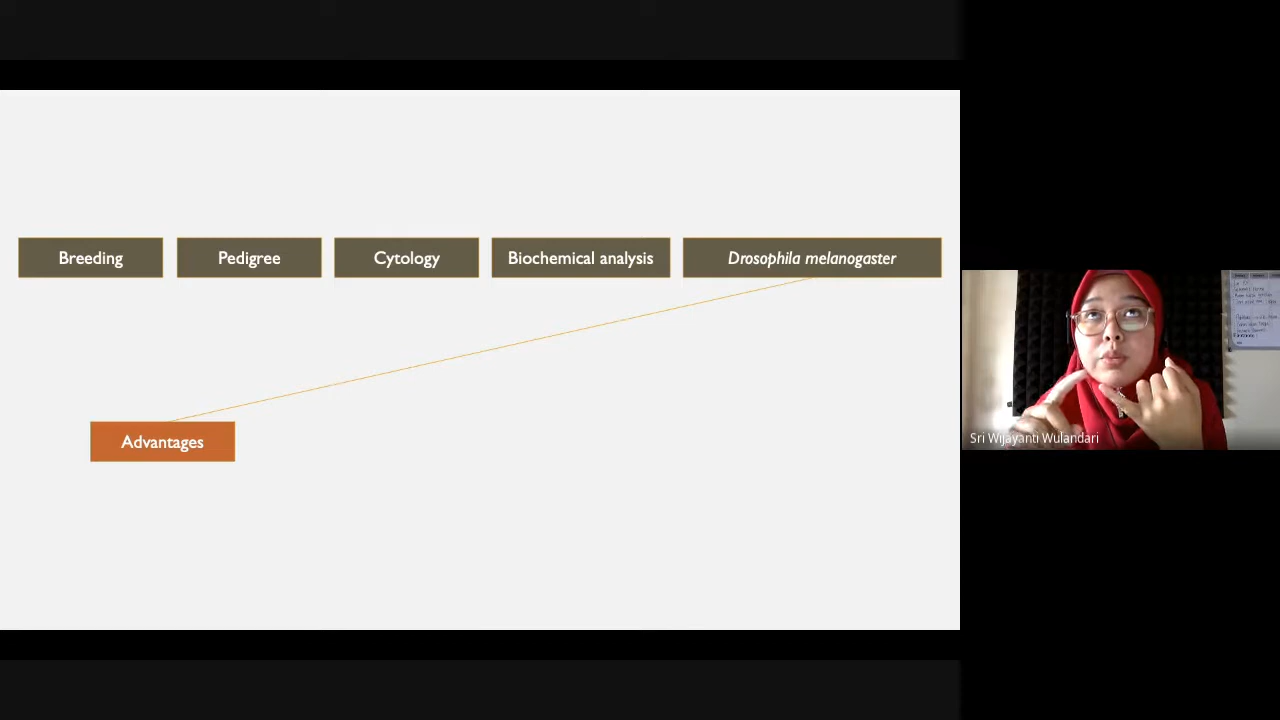 Breeding
Pedigree
Cytology
Biochemical analysis
Drosophila melanogaster
Advantages
Sri Wijayanti Wulandari